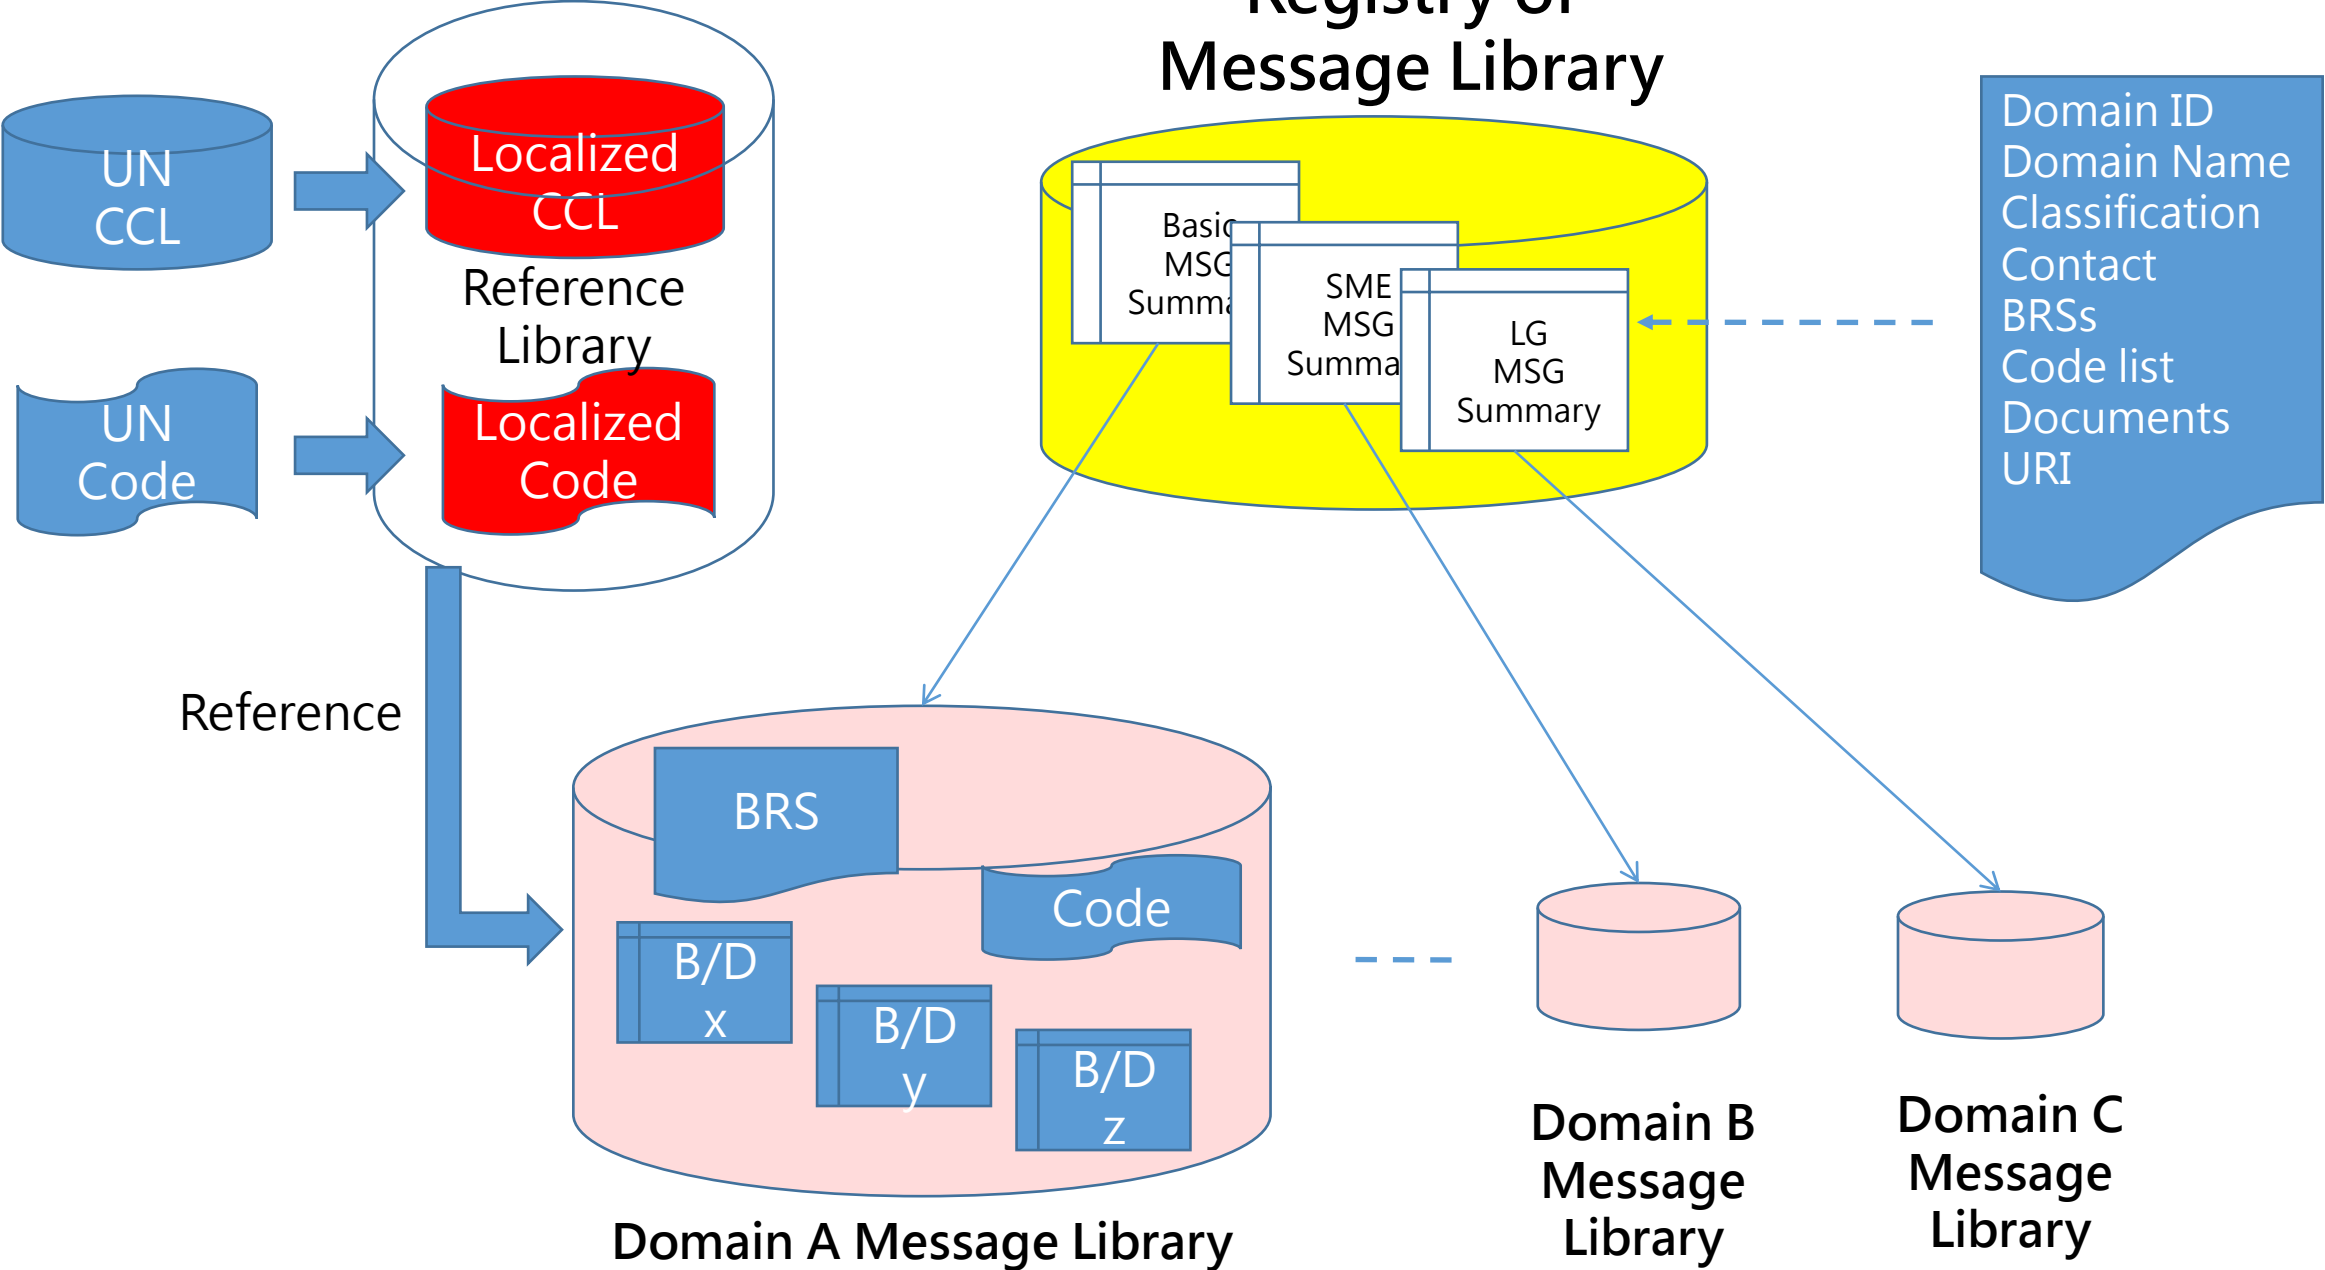 Registry of
Message Library
UN
CCL
Localized
CCL
Reference
Library
UN
Code
Localized
Code
Basic
MSG
Summa
SME
MSG
Summa
LG
MSG
Summary
Domain ID
Domain Name
Classification
Contact
BRSs
Code list
Documents
URI
Reference
BRS
Code
B/D
x
B/D
y
B/D
z
Domain A Message Library
Domain B
Message
Library
Domain C
Message
Library